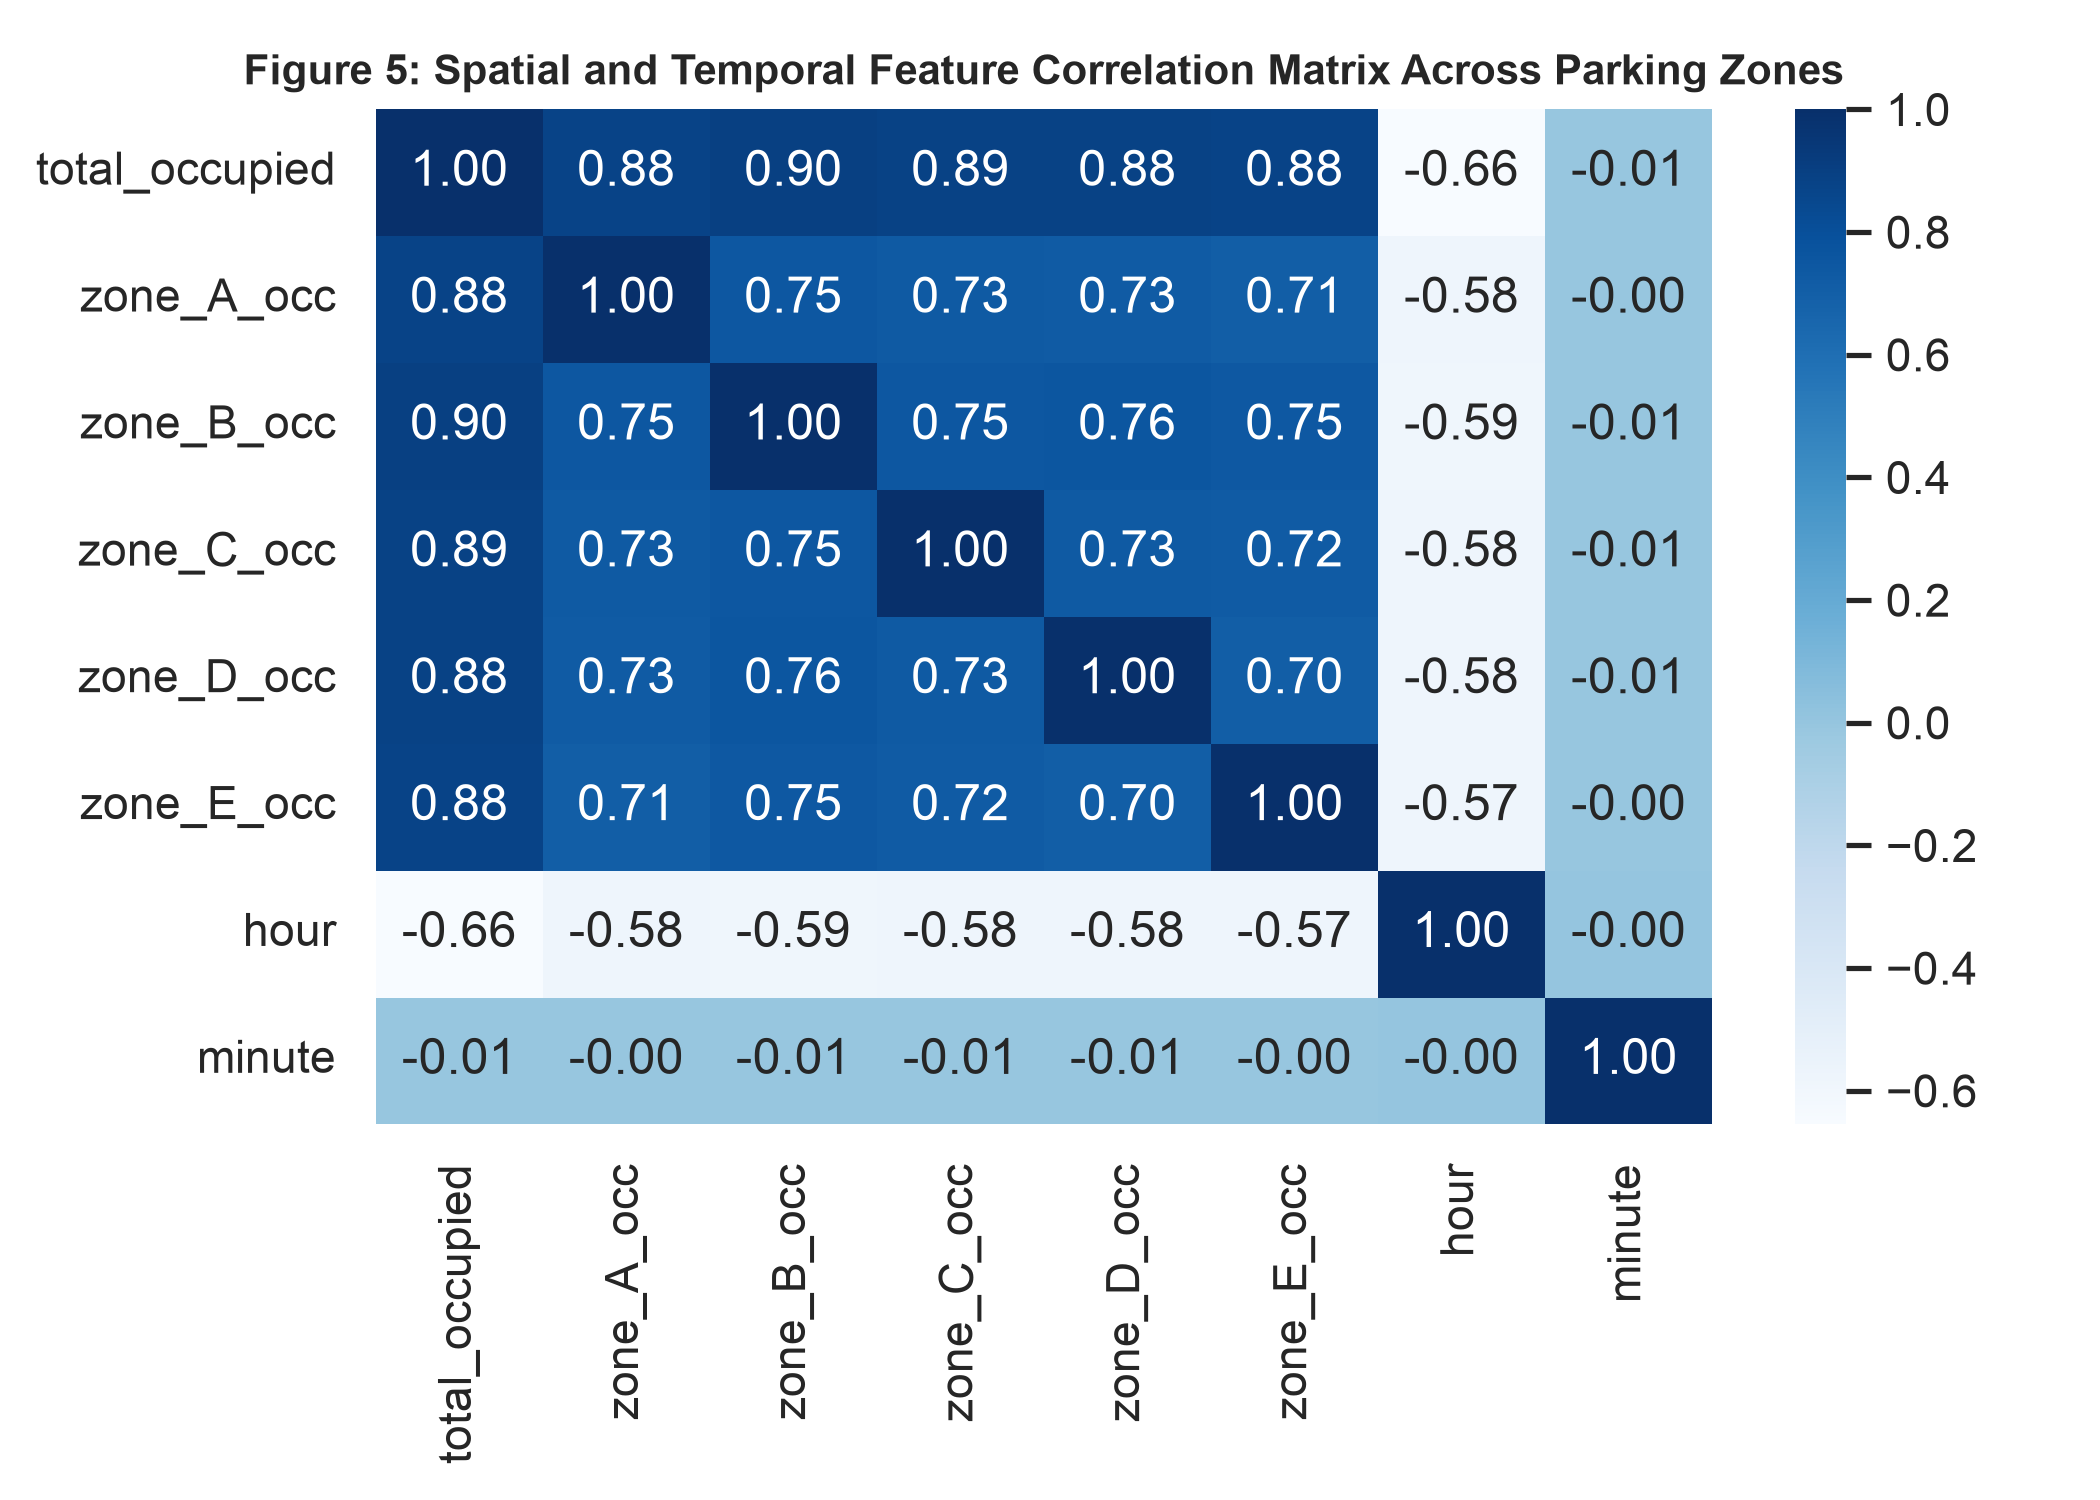 Figure 5: Spatial and Temporal Feature Correlation Matrix Across Parking Zones
total_occupied 1.00 0.88 0.90 0.89 0.88 0.88 -0.66 -0.01
zone_A_occ 0.88 1.00 0.75 0.73 0.73 0.71 -0.58 -0.00
zone_B_occ 0.90 0.75 1.00 0.75 0.76 0.75 -0.59 -0.01
zone_C_occ 0.89 0.73 0.75 1.00 0.73 0.72 -0.58 -0.01
zone_D_occ 0.88 0.73 0.76 0.73 1.00 0.70 -0.58 -0.01
zone_E_occ 0.88 0.71 0.75 0.72 0.70 1.00 -0.57 -0.00
hour -0.66 -0.58 -0.59 -0.58 -0.58 -0.57 1.00 -0.00
minute -0.01 -0.00 -0.01 -0.01 -0.01 -0.00 -0.00 1.00
total_occupied
zone_A_occ
zone_B_occ
zone_C_occ
zone_D_occ
zone_E_occ
hour
minute
1.0
0.8
0.6
0.4
0.2
0.0
−0.2
−0.4
−0.6